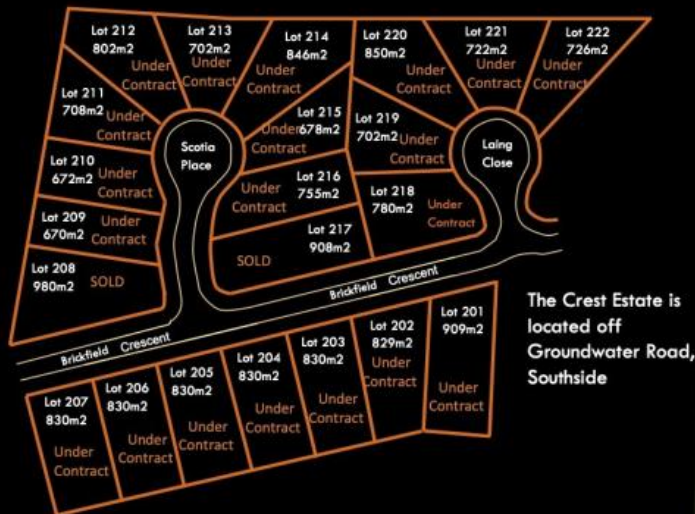 Lot 212
802m2
Under
Contract
Lot 213
702m2
Under
Contract
Lot 214
846m2
Under
Contract
Lot 220
850m2
Under
Contract
Lot 221
722m2
Under
Contract
Lot 222
726m2
Under
Contract
Lot 211
708m2
Under
Contract
Lot 215
678m2
Under
Contract
Lot 219
702m2
Under
Contract
Scotia
Place
Laing
Close
Lot 210
672m2
Under
Contract
Lot 216
755m2
Under
Contract
Lot 218
780m2
Under
Contract
Lot 209
670m2
Under
Contract
Lot 217
908m2
SOLD
Lot 208
980m2
SOLD
Brickfield Crescent
Brickfield Crescent
The Crest Estate is
located off
Groundwater Road,
Southside
Lot 201
909m2
Under
Contract
Lot 202
829m2
Under
Contract
Lot 203
830m2
Under
Contract
Lot 204
830m2
Under
Contract
Lot 205
830m2
Under
Contract
Lot 206
830m2
Under
Contract
Lot 207
830m2
Under
Contract